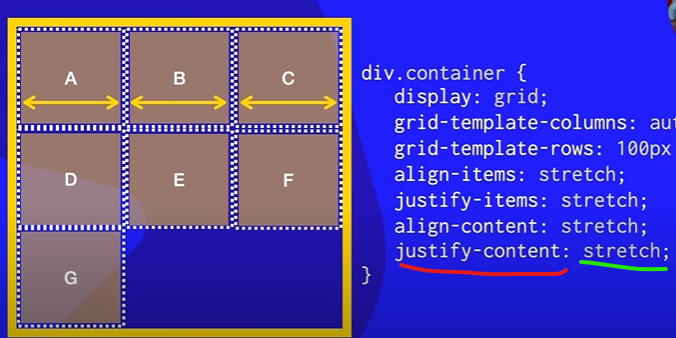 A B C
D E F
G
div.container {
display: grid;
grid-template-columns:
grid-template-rows: 100px
align-items: stretch;
justify-items: stretch;
align-content: stretch;
justify-content: stretch;
}